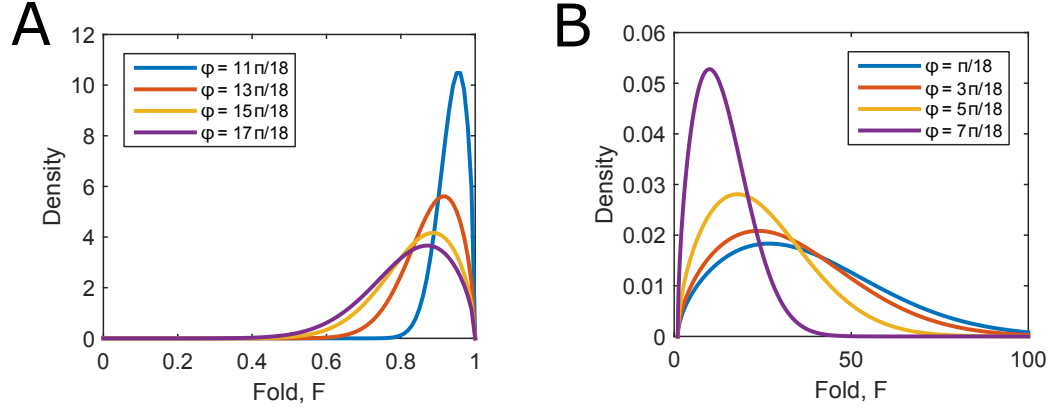 A
12
10
8
6
4
2
0
Density
φ = 11π/18
φ = 13π/18
φ = 15π/18
φ = 17π/18
0 0.2 0.4 0.6 0.8 1
Fold, F
B
0.06
0.05
0.04
0.03
0.02
0.01
0
Density
φ = π/18
φ = 3π/18
φ = 5π/18
φ = 7π/18
0 50 100
Fold, F